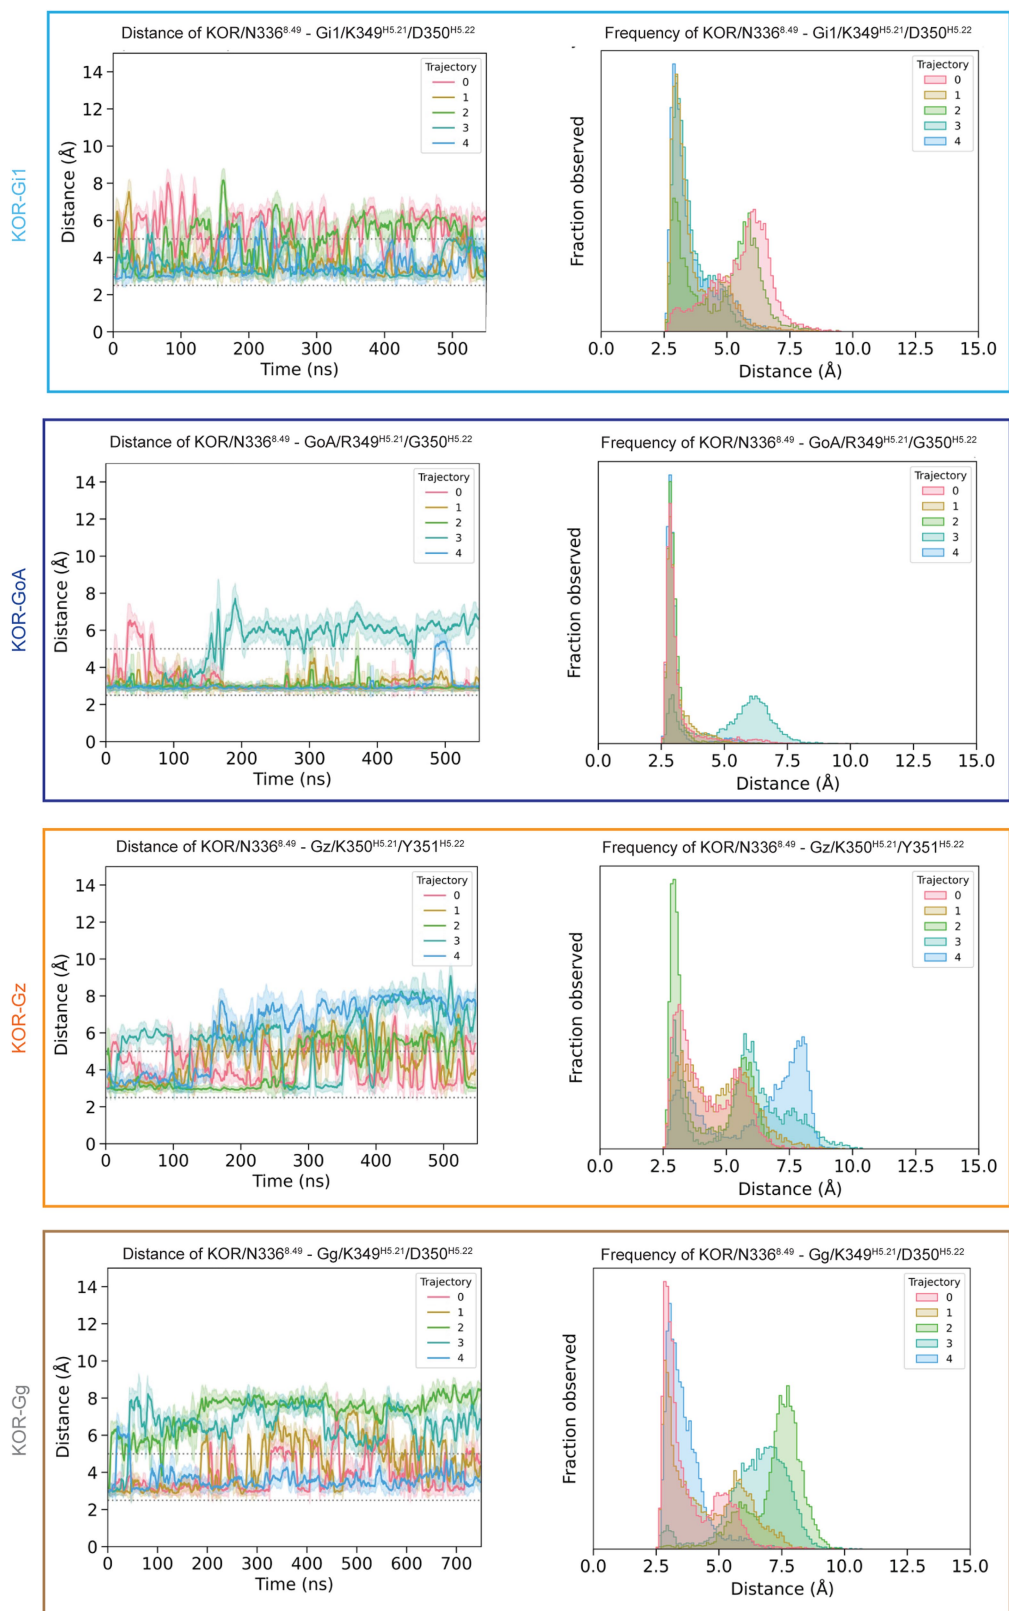 KOR-Gi1
Distance of KOR/N336^8.49 - Gi1/K349^H5.21/D350^H5.22
Distance (Å)
14
12
10
8
6
4
2
0
0 100 200 300 400 500
Time (ns)
Trajectory
0
1
2
3
4
Frequency of KOR/N336^8.49 - Gi1/K349^H5.21/D350^H5.22
Fraction observed
0.0 2.5 5.0 7.5 10.0 12.5 15.0
Distance (Å)
Trajectory
0
1
2
3
4
KOR-GoA
Distance of KOR/N336^8.49 - GoA/R349^H5.21/G350^H5.22
Distance (Å)
14
12
10
8
6
4
2
0
0 100 200 300 400 500
Time (ns)
Trajectory
0
1
2
3
4
Frequency of KOR/N336^8.49 - GoA/R349^H5.21/G350^H5.22
Fraction observed
0.0 2.5 5.0 7.5 10.0 12.5 15.0
Distance (Å)
Trajectory
0
1
2
3
4
KOR-Gz
Distance of KOR/N336^8.49 - Gz/K350^H5.21/Y351^H5.22
Distance (Å)
14
12
10
8
6
4
2
0
0 100 200 300 400 500
Time (ns)
Trajectory
0
1
2
3
4
Frequency of KOR/N336^8.49 - Gz/K350^H5.21/Y351^H5.22
Fraction observed
0.0 2.5 5.0 7.5 10.0 12.5 15.0
Distance (Å)
Trajectory
0
1
2
3
4
KOR-Gg
Distance of KOR/N336^8.49 - Gg/K349^H5.21/D350^H5.22
Distance (Å)
14
12
10
8
6
4
2
0
0 100 200 300 400 500 600 700
Time (ns)
Trajectory
0
1
2
3
4
Frequency of KOR/N336^8.49 - Gg/K349^H5.21/D350^H5.22
Fraction observed
0.0 2.5 5.0 7.5 10.0 12.5 15.0
Distance (Å)
Trajectory
0
1
2
3
4